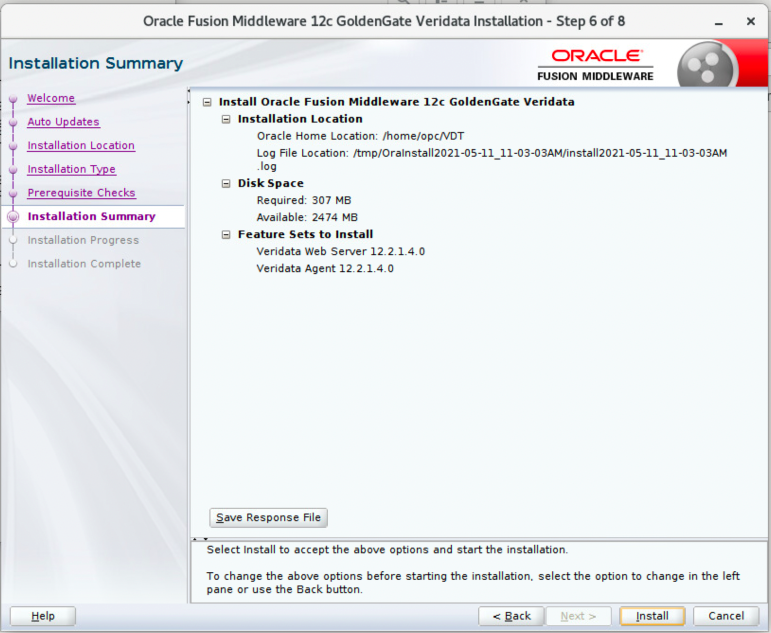 Oracle Fusion Middleware 12c GoldenGate Veridata Installation - Step 6 of 8
Installation Summary
ORACLE
FUSION MIDDLEWARE
Welcome
Auto Updates
Installation Location
Installation Type
Prerequisite Checks
Installation Summary
Installation Progress
Installation Complete
Install Oracle Fusion Middleware 12c GoldenGate Veridata
Installation Location
Oracle Home Location: /home/opc/VDT
Log File Location: /tmp/OraInstall2021-05-11_11-03-03AM/install2021-05-11_11-03-03AM
.log
Disk Space
Required: 307 MB
Available: 2474 MB
Feature Sets to Install
Veridata Web Server 12.2.1.4.0
Veridata Agent 12.2.1.4.0
Save Response File
Select Install to accept the above options and start the installation.
To change the above options before starting the installation, select the option to change in the left
pane or use the Back button.
Help
< Back
Next >
Install
Cancel